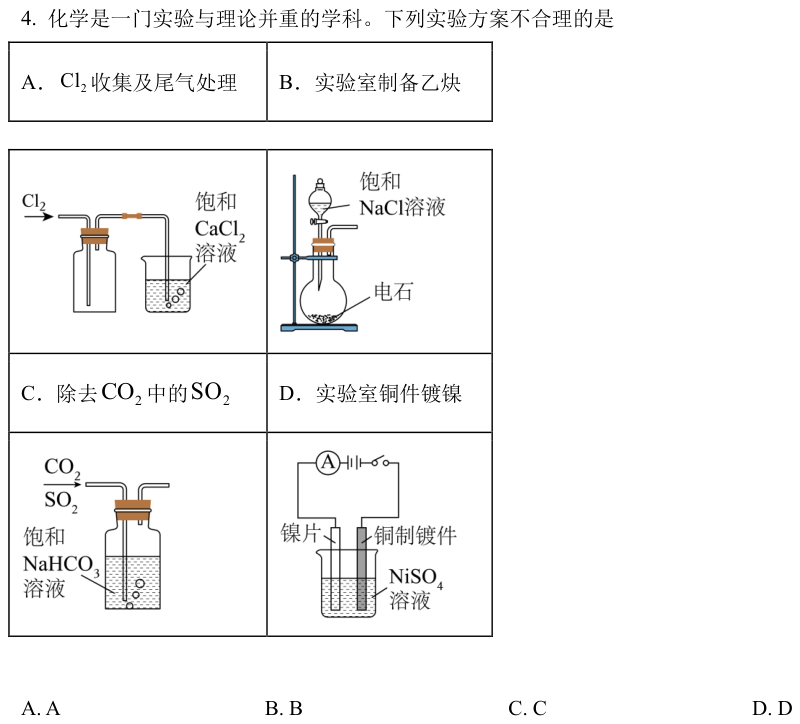 4. 化学是一门实验与理论并重的学科。下列实验方案不合理的是
A．Cl₂收集及尾气处理
B．实验室制备乙炔
Cl₂
饱和
CaCl₂
溶液
饱和
NaCl溶液
电石
C．除去CO₂中的SO₂
D．实验室铜件镀镍
CO₂
SO₂
饱和
NaHCO₃
溶液
A
镍片
铜制镀件
NiSO₄
溶液
A. A
B. B
C. C
D. D